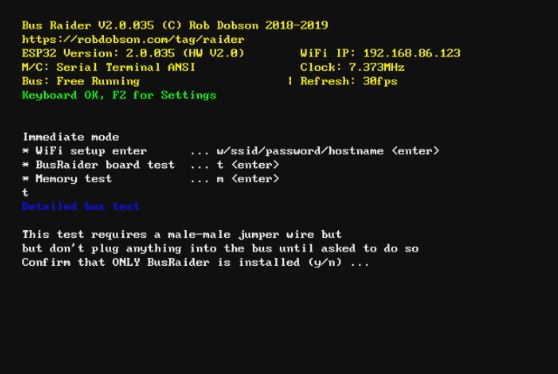 Bus Raider V2.0.035 (C) Rob Dobson 2018-2019
https://robdobson.com/tag/raider
ESP32 Version: 2.0.035 (HW V2.0) WiFi IP: 192.168.86.123
M/C: Serial Terminal ANSI Clock: 7.373MHz
Bus: Free Running | Refresh: 30fps
Keyboard OK, F2 for Settings
Immediate mode
* WiFi setup enter ... w/ssid/password/hostname <enter>
* BusRaider board test ... t <enter>
* Memory test ... m <enter>
t
Detailed bus test
This test requires a male-male jumper wire but
but don't plug anything into the bus until asked to do so
Confirm that ONLY BusRaider is installed (y/n) ...